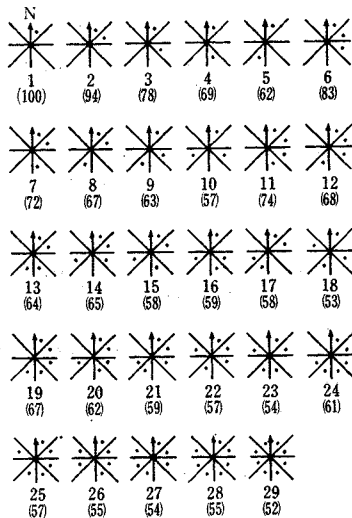 N
1 2 3 4 5 6
(100) (94) (78) (69) (62) (83)
7 8 9 10 11 12
(72) (67) (63) (57) (74) (68)
13 14 15 16 17 18
(64) (65) (58) (59) (58) (53)
19 20 21 22 23 24
(67) (62) (59) (57) (54) (61)
25 26 27 28 29
(57) (55) (54) (55) (52)